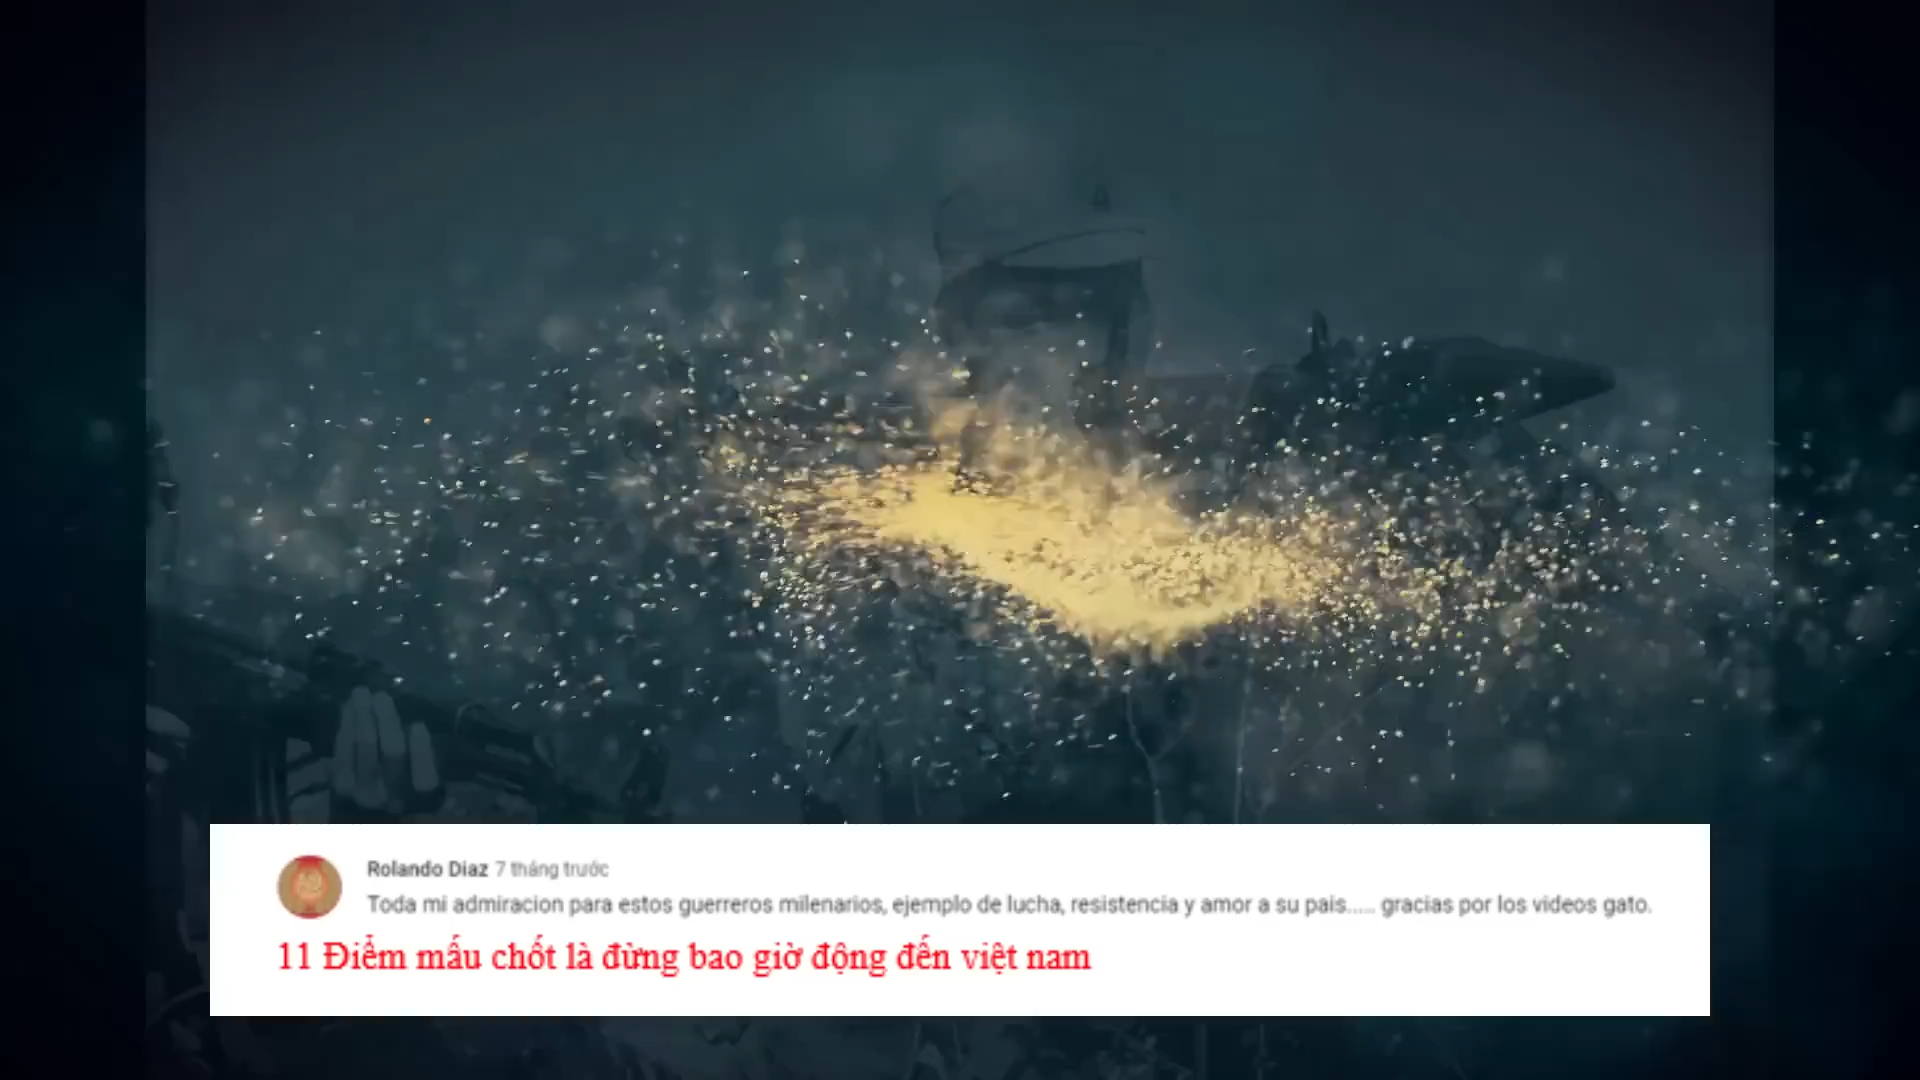 Rolando Diaz 7 tháng trước
Toda mi admiracion para estos guerreros milenarios, ejemplo de lucha, resistencia y amor a su pais..... gracias por los videos gato.
11 Điểm mấu chốt là đừng bao giờ động đến việt nam